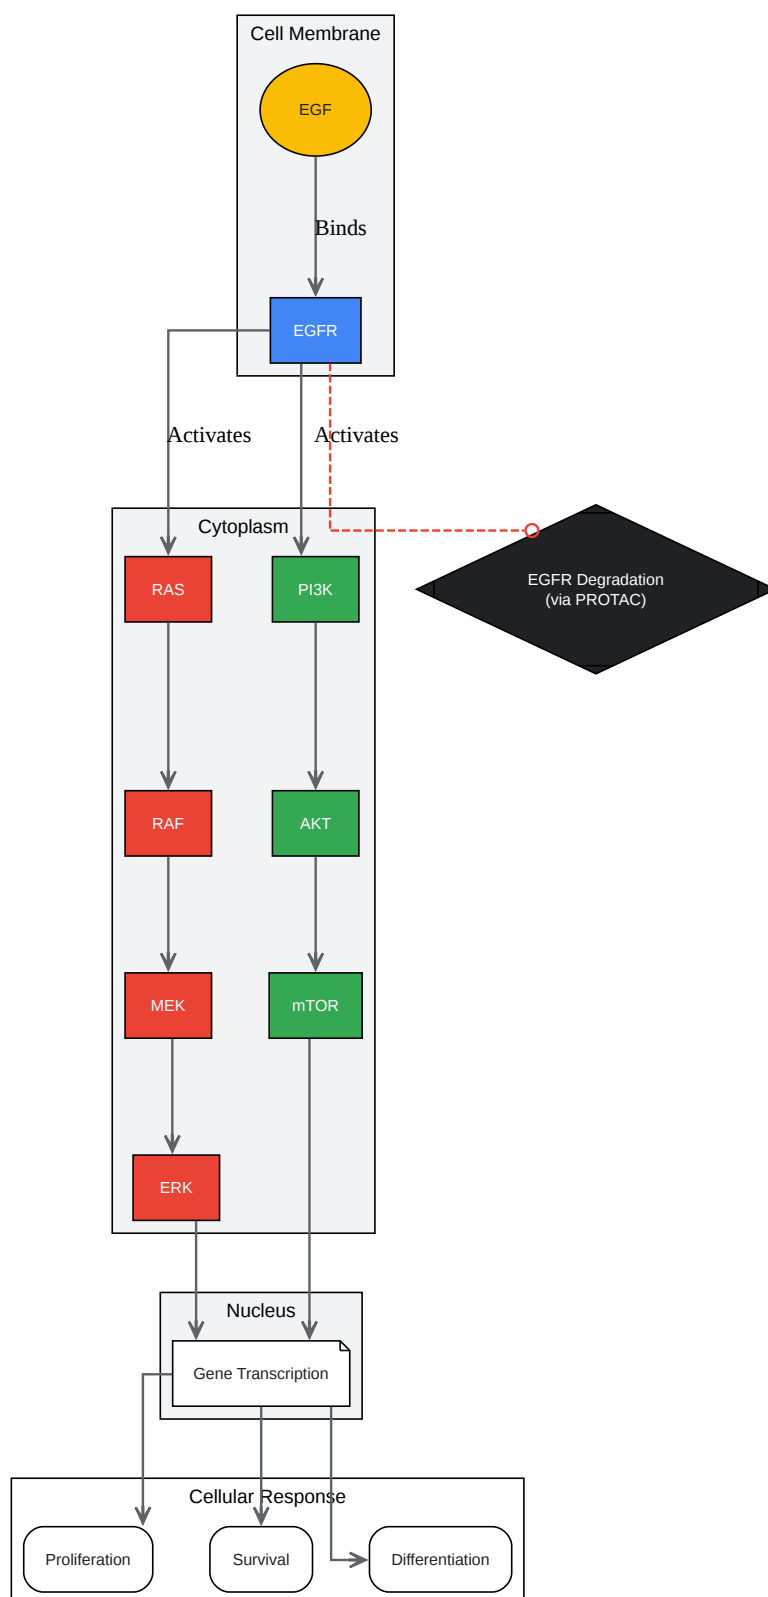 Cell Membrane
EGF
Binds
EGFR
Activates
Activates
Cytoplasm
RAS
PI3K
EGFR Degradation
(via PROTAC)
RAF
AKT
MEK
mTOR
ERK
Nucleus
Gene Transcription
Cellular Response
Proliferation
Survival
Differentiation